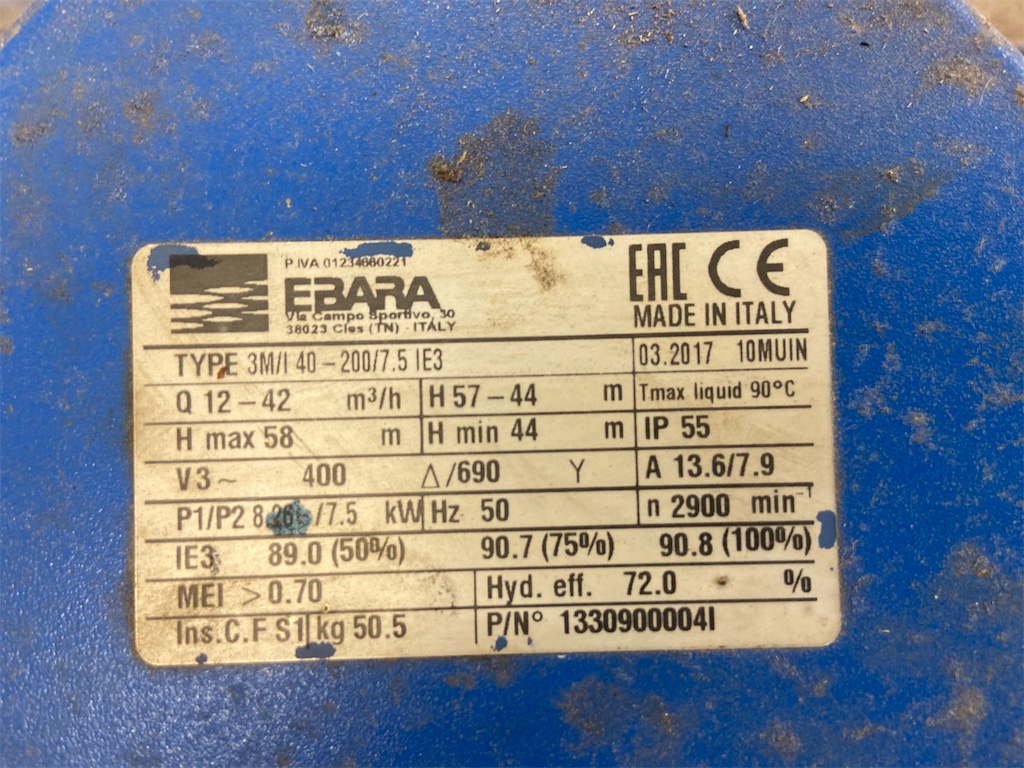 P.IVA 01234660221
EBARA
Via Campo Sportivo, 30
38023 Cles (TN) - ITALY
EAC CE
MADE IN ITALY
TYPE 3M/I 40-200/7.5 IE3
03.2017 10MUIN
Q 12-42 m³/h
H 57-44 m
Tmax liquid 90°C
H max 58 m
H min 44 m
IP 55
V3~ 400 Δ/690 Y
A 13.6/7.9
P1/P2 /7.5 kW
Hz 50
n 2900 min⁻¹
IE3 89.0 (50%) 90.7 (75%) 90.8 (100%)
MEI > 0.70
Hyd. eff. 72.0 %
Ins.C.F S1 kg 50.5
P/N° 1330900004I